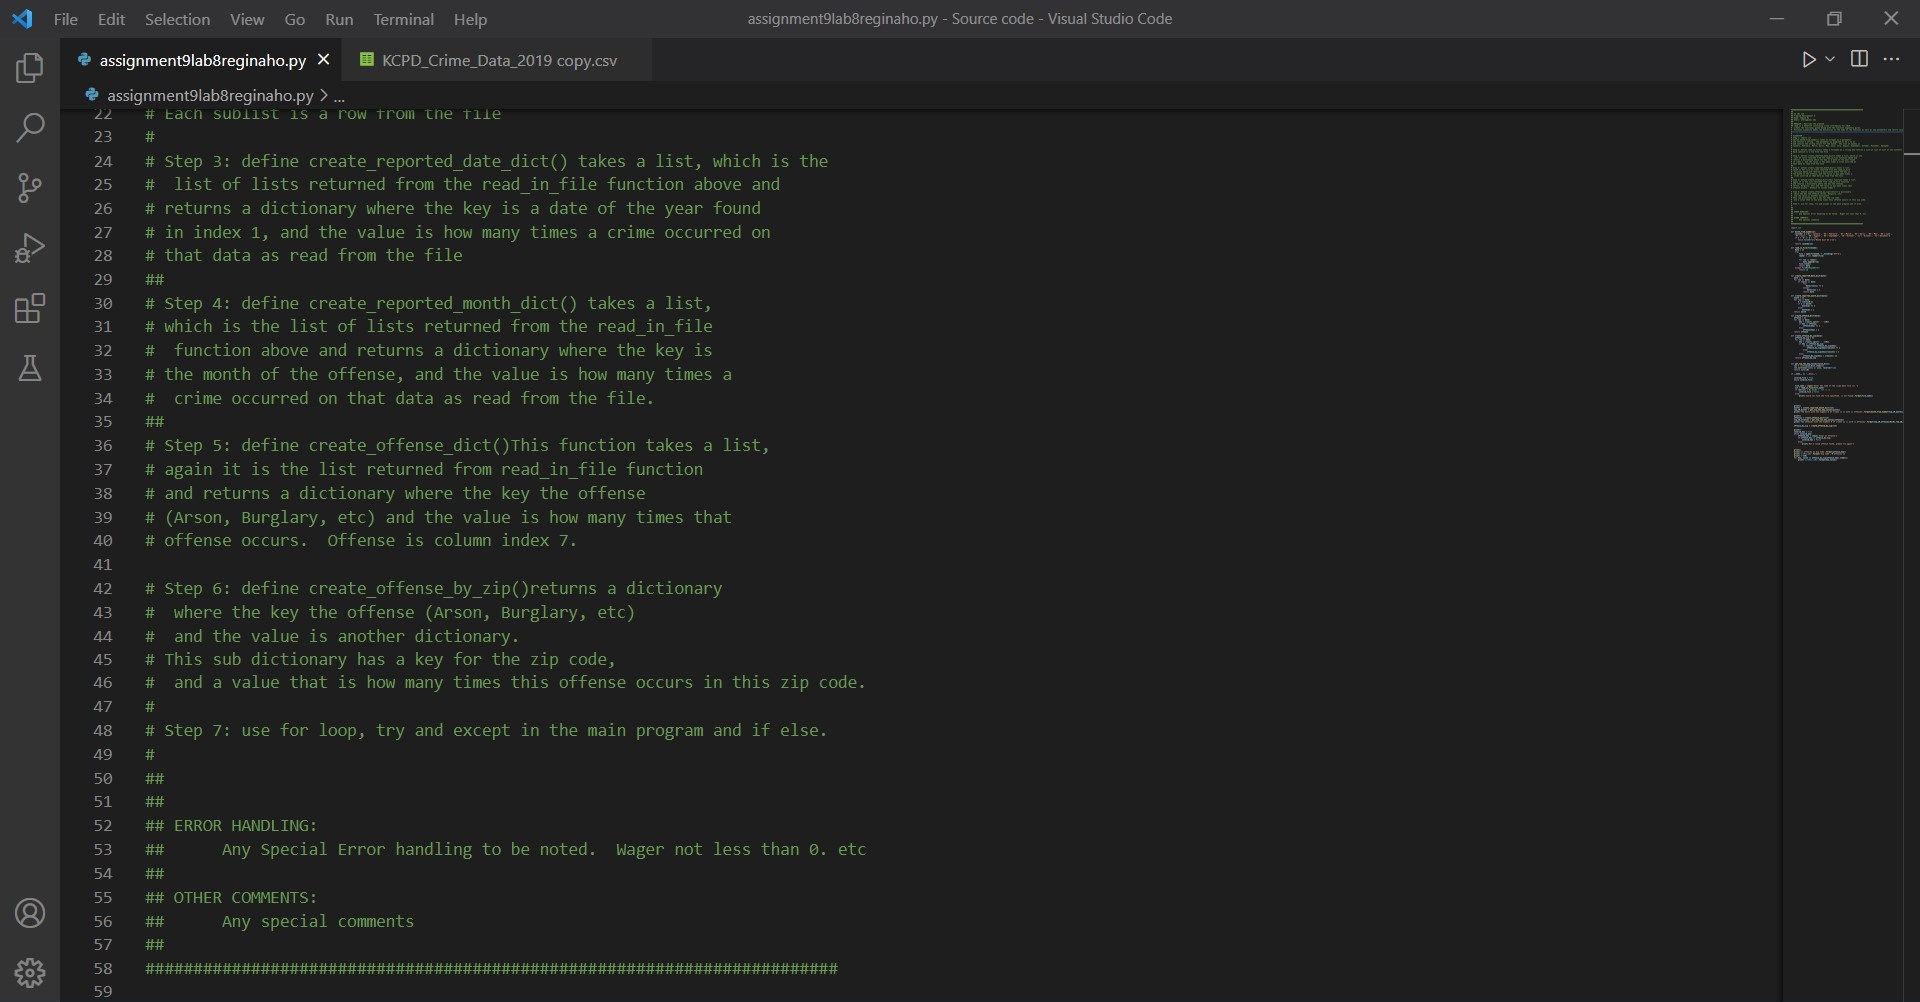 File Edit Selection View Go Run Terminal Help
assignment9lab8reginaho.py - Source code - Visual Studio Code
assignment9lab8reginaho.py
KCPD_Crime_Data_2019 copy.csv
assignment9lab8reginaho.py > ...
22 # Each sublist is a row from the file
23 #
24 # Step 3: define create_reported_date_dict() takes a list, which is the
25 #  list of lists returned from the read_in_file function above and
26 # returns a dictionary where the key is a date of the year found
27 # in index 1, and the value is how many times a crime occurred on
28 # that data as read from the file
29 ##
30 # Step 4: define create_reported_month_dict() takes a list,
31 # which is the list of lists returned from the read_in_file
32 #  function above and returns a dictionary where the key is
33 # the month of the offense, and the value is how many times a
34 #  crime occurred on that data as read from the file.
35 ##
36 # Step 5: define create_offense_dict()This function takes a list,
37 # again it is the list returned from read_in_file function
38 # and returns a dictionary where the key the offense
39 # (Arson, Burglary, etc) and the value is how many times that
40 # offense occurs.  Offense is column index 7.
41
42 # Step 6: define create_offense_by_zip()returns a dictionary
43 #  where the key the offense (Arson, Burglary, etc)
44 #  and the value is another dictionary.
45 # This sub dictionary has a key for the zip code,
46 #  and a value that is how many times this offense occurs in this zip code.
47 #
48 # Step 7: use for loop, try and except in the main program and if else.
49 #
50 ##
51 ##
52 ## ERROR HANDLING:
53 ##      Any Special Error handling to be noted.  Wager not less than 0. etc
54 ##
55 ## OTHER COMMENTS:
56 ##      Any special comments
57 ##
58 ########################################################################
59